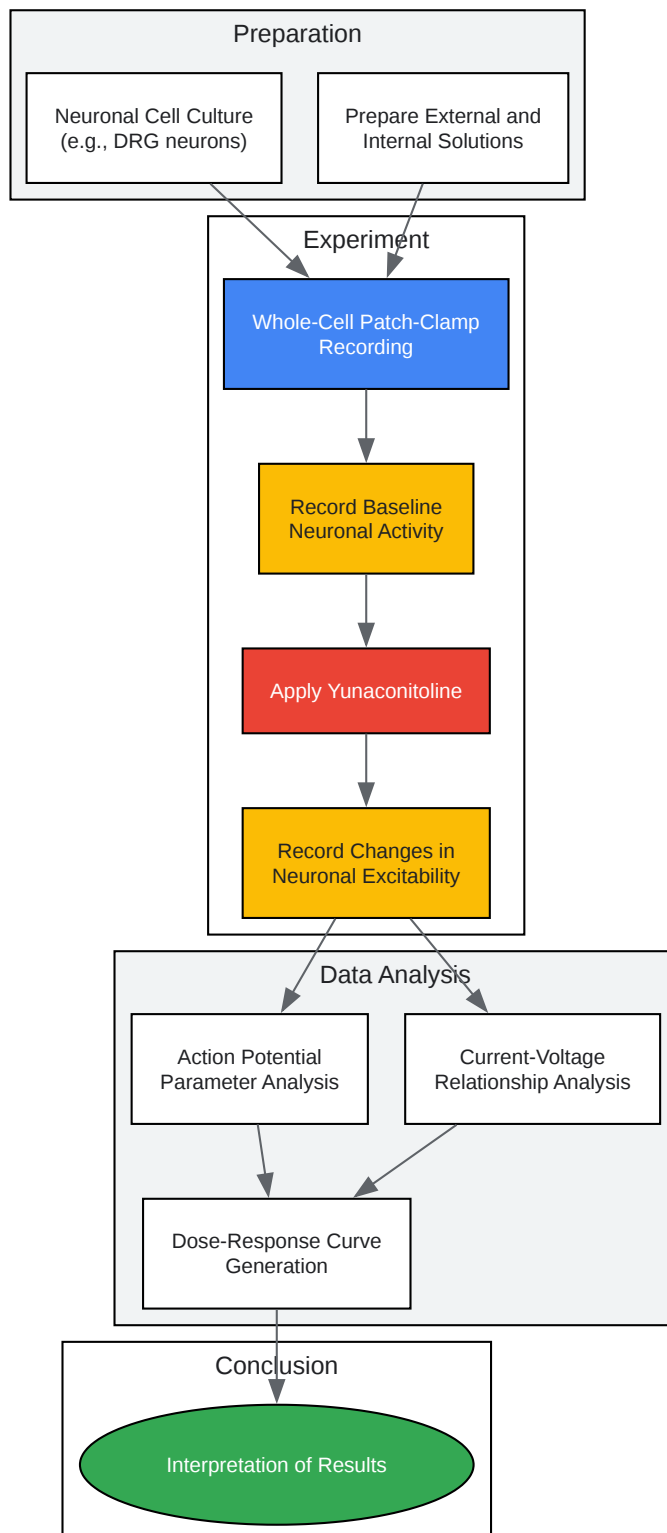 Preparation
Neuronal Cell Culture
(e.g., DRG neurons)
Prepare External and
Internal Solutions
Experiment
Whole-Cell Patch-Clamp
Recording
Record Baseline
Neuronal Activity
Apply Yunaconitoline
Record Changes in
Neuronal Excitability
Data Analysis
Action Potential
Parameter Analysis
Current-Voltage
Relationship Analysis
Dose-Response Curve
Generation
Conclusion
Interpretation of Results